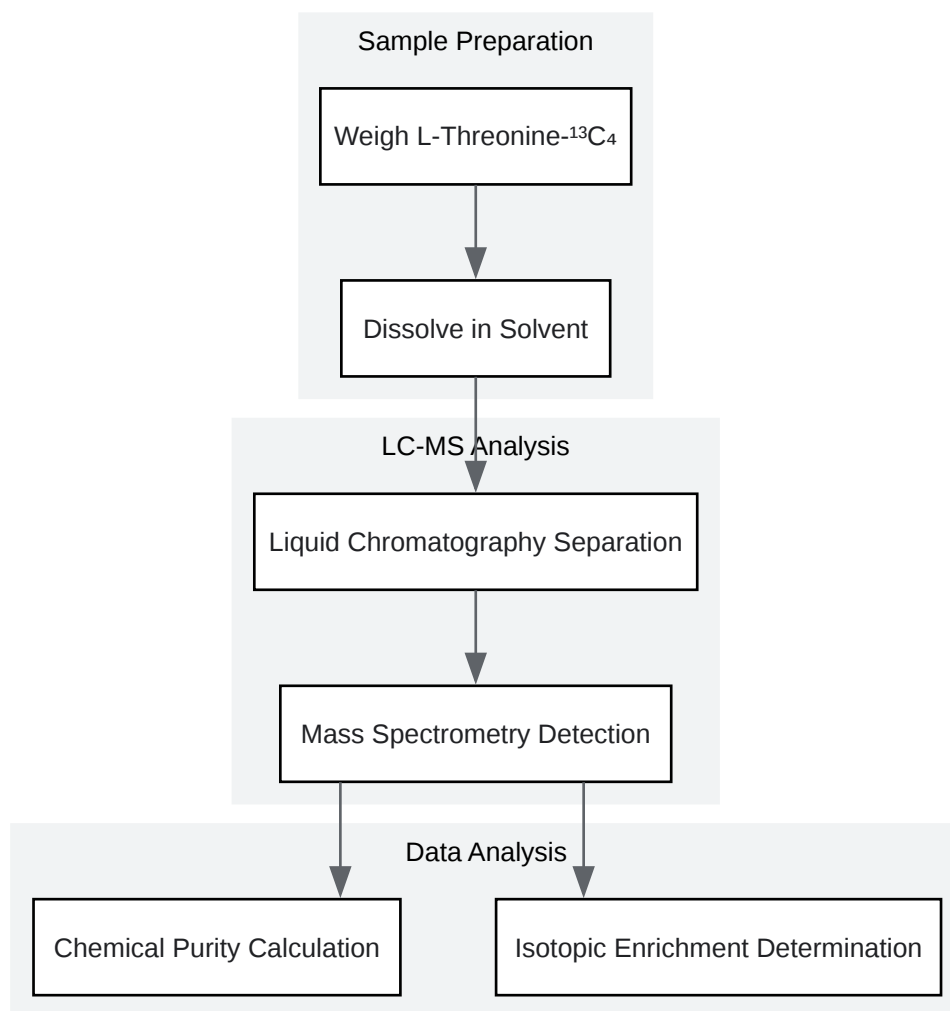 Sample Preparation
Weigh L-Threonine-¹³C₄
Dissolve in Solvent
LC-MS Analysis
Liquid Chromatography Separation
Mass Spectrometry Detection
Data Analysis
Chemical Purity Calculation
Isotopic Enrichment Determination